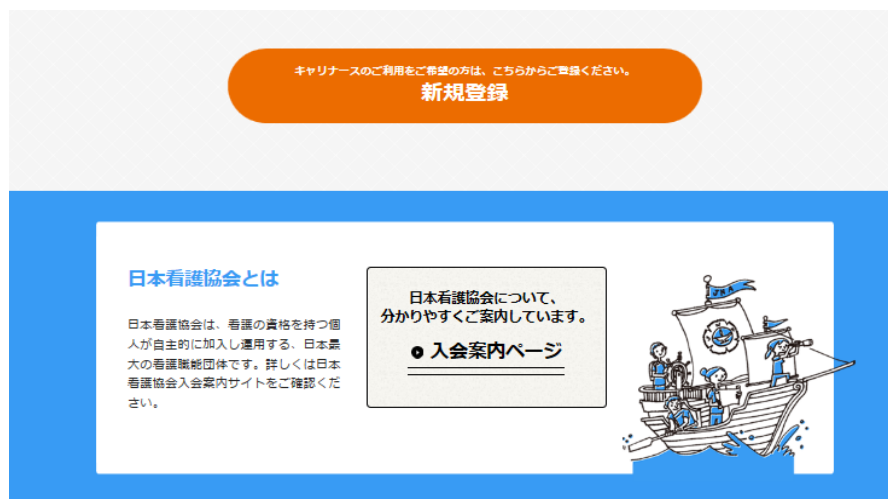 キャリナースのご利用をご希望の方は、こちらからご登録ください。
新規登録
日本看護協会とは
日本看護協会は、看護の資格を持つ個
人が自主的に加入し運用する、日本最
大の看護職能団体です。詳しくは日本
看護協会入会案内サイトをご確認くだ
さい。
日本看護協会について、
分かりやすくご案内しています。
入会案内ページ
JNA